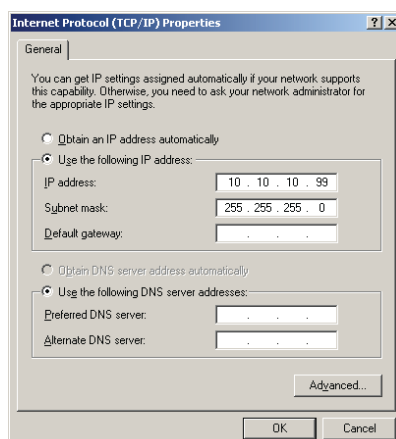 Internet Protocol (TCP/IP) Properties ? X
General
You can get IP settings assigned automatically if your network supports
this capability. Otherwise, you need to ask your network administrator for
the appropriate IP settings.
Obtain an IP address automatically
Use the following IP address:
IP address: 10 . 10 . 10 . 99
Subnet mask: 255 . 255 . 255 . 0
Default gateway: . . .
Obtain DNS server address automatically
Use the following DNS server addresses:
Preferred DNS server: . . .
Alternate DNS server: . . .
Advanced...
OK Cancel